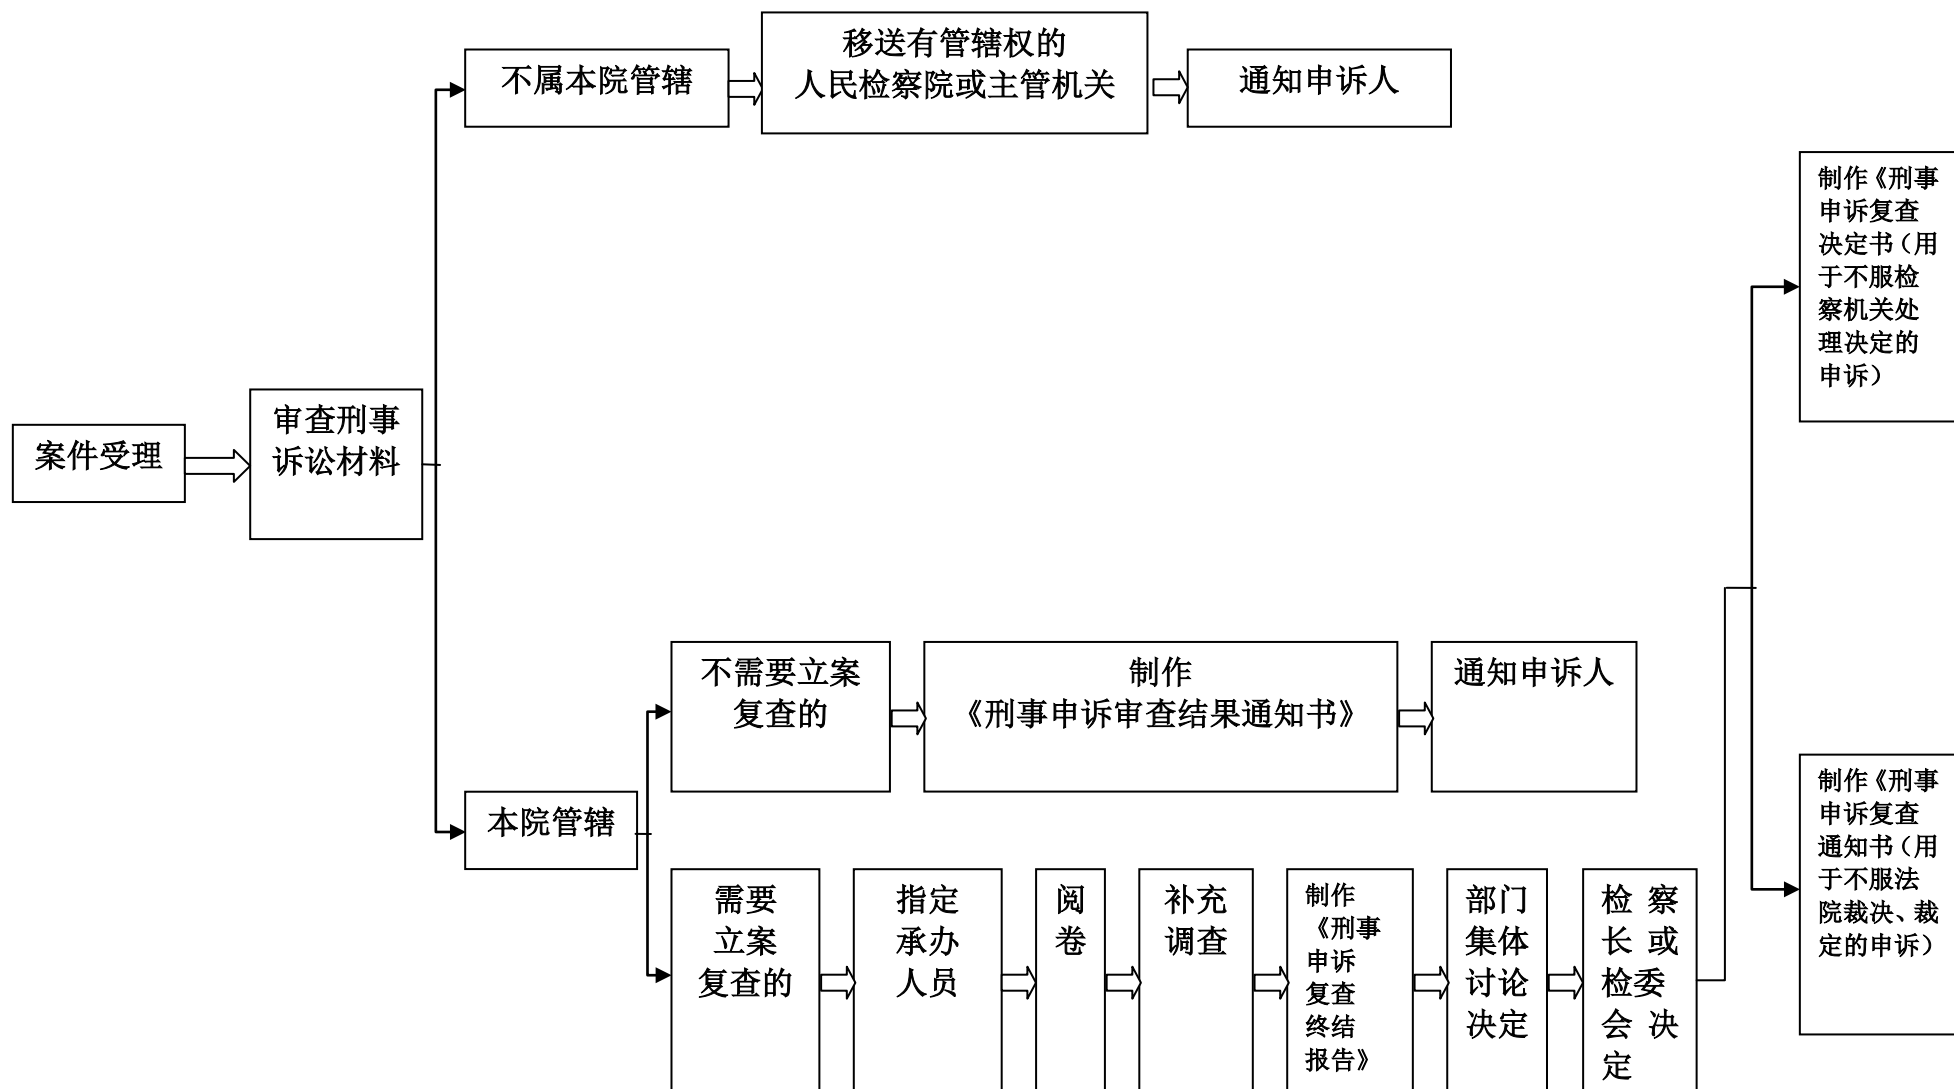 不属本院管辖
移送有管辖权的
人民检察院或主管机关
通知申诉人
制作《刑事
申诉复查
决定书（用
于不服检
察机关处
理决定的
申诉）
案件受理
审查刑事
诉讼材料
不需要立案
复查的
制作
《刑事申诉审查结果通知书》
通知申诉人
本院管辖
需要
立案
复查的
指定
承办
人员
阅
卷
补充
调查
制作
《刑事
申诉
复查
终结
报告》
部门
集体
讨论
决定
检 察
长 或
检委
会 决
定
制作《刑事
申诉复查
通知书（用
于不服法
院裁决、裁
定的申诉）